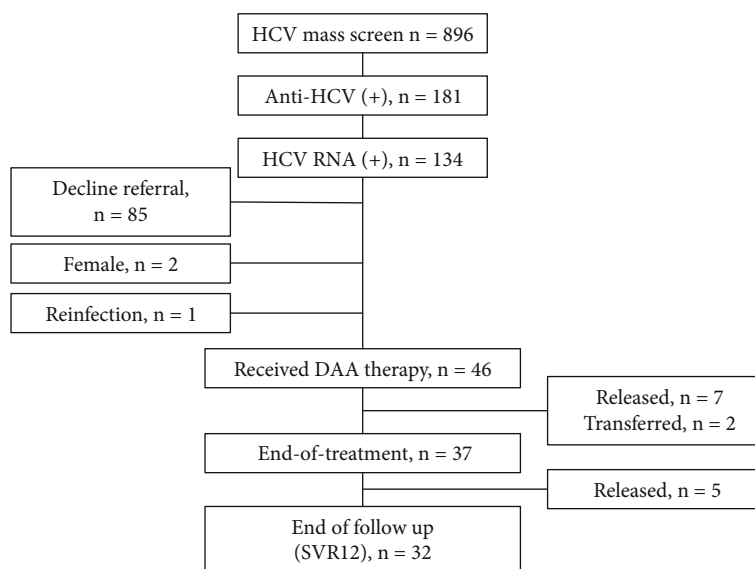 HCV mass screen n = 896
Anti-HCV (+), n = 181
HCV RNA (+), n = 134
Decline referral,
n = 85
Female, n = 2
Reinfection, n = 1
Received DAA therapy, n = 46
Released, n = 7
Transferred, n = 2
End-of-treatment, n = 37
Released, n = 5
End of follow up
(SVR12), n = 32